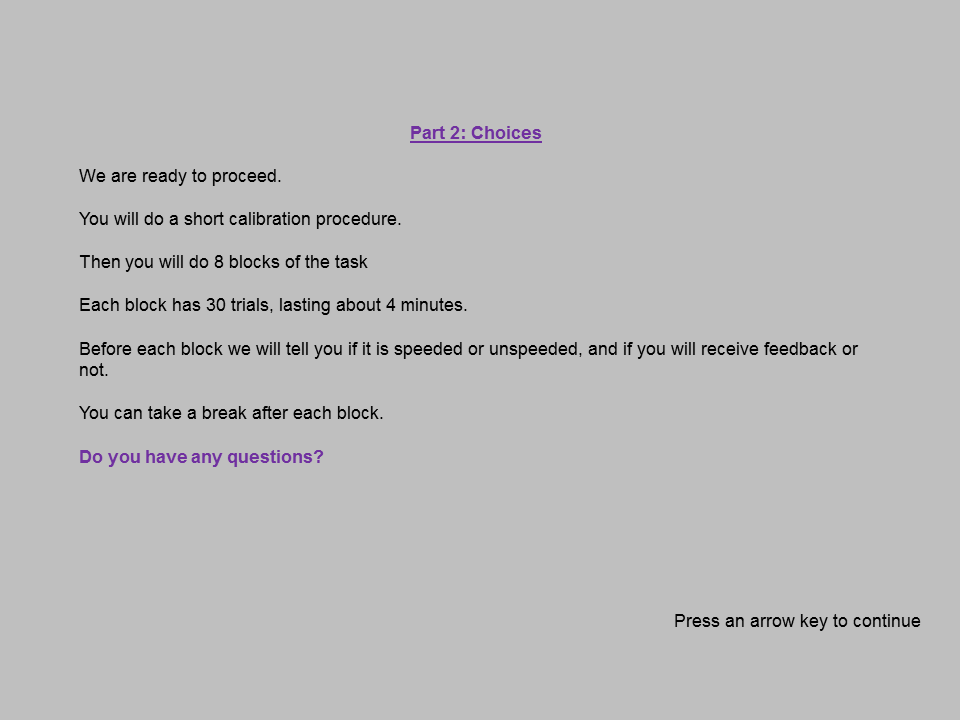 Part 2: Choices
We are ready to proceed.
You will do a short calibration procedure.
Then you will do 8 blocks of the task
Each block has 30 trials, lasting about 4 minutes.
Before each block we will tell you if it is speeded or unspeeded, and if you will receive feedback or
not.
You can take a break after each block.
Do you have any questions?
Press an arrow key to continue